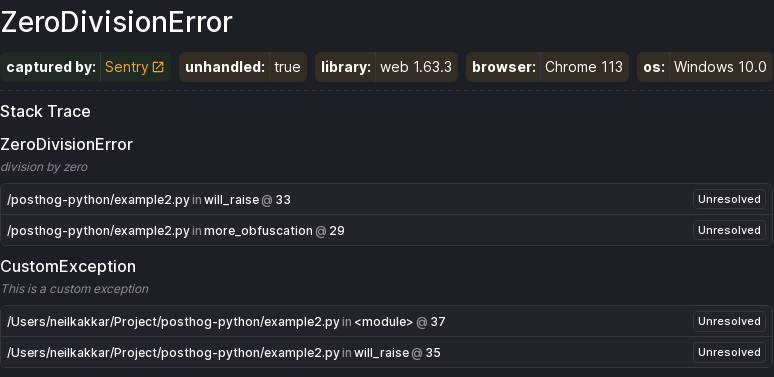 ZeroDivisionError
captured by: Sentry unhandled: true library: web 1.63.3 browser: Chrome 113 os: Windows 10.0
Stack Trace
ZeroDivisionError
division by zero
/posthog-python/example2.py in will_raise @ 33 Unresolved
/posthog-python/example2.py in more_obfuscation @ 29 Unresolved
CustomException
This is a custom exception
/Users/neilkakkar/Project/posthog-python/example2.py in <module> @ 37 Unresolved
/Users/neilkakkar/Project/posthog-python/example2.py in will_raise @ 35 Unresolved